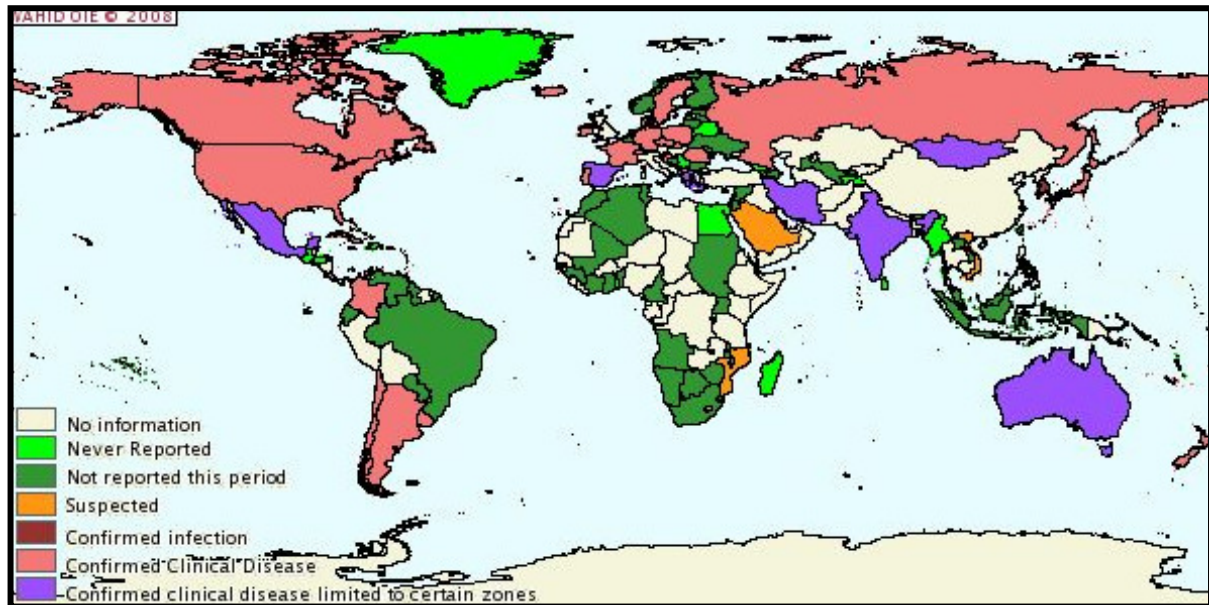 WAHID OIE © 2008
No information
Never Reported
Not reported this period
Suspected
Confirmed infection
Confirmed Clinical Disease
Confirmed clinical disease limited to certain zones